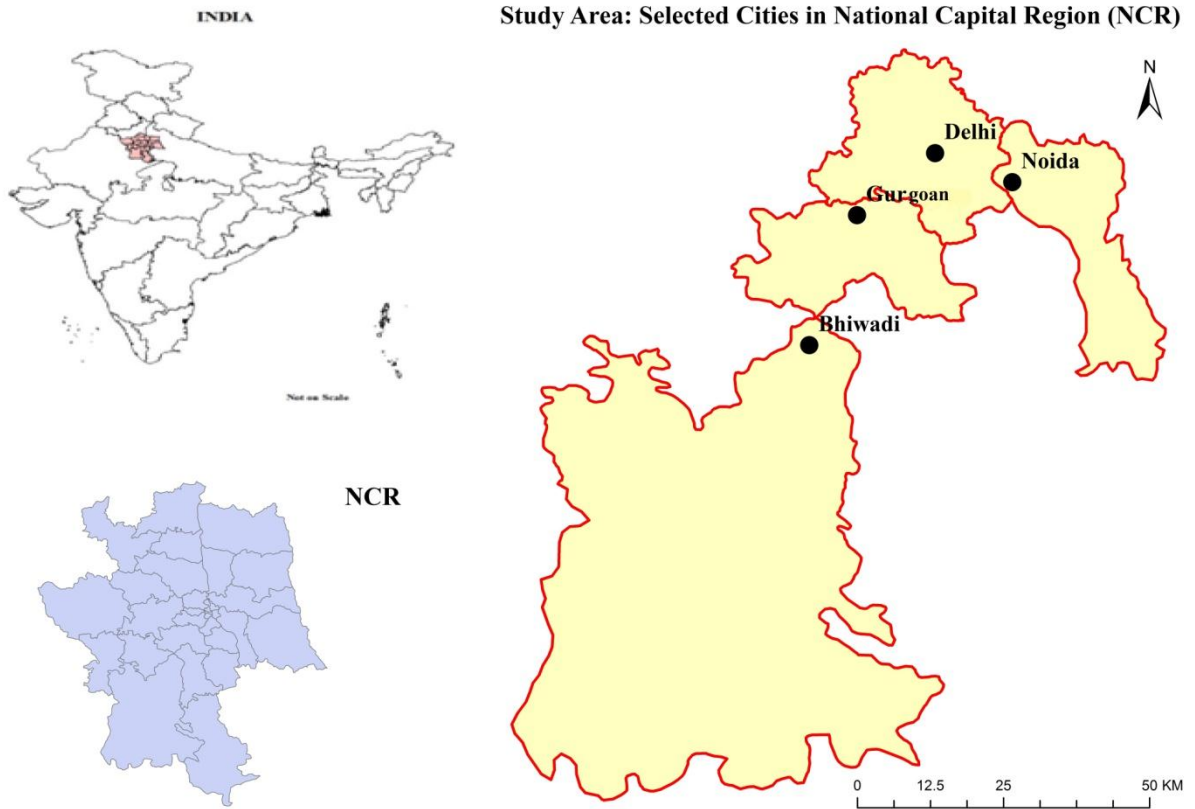 INDIA
Not on Scale
NCR
Study Area: Selected Cities in National Capital Region (NCR)
N
Delhi
Noida
Gurgoan
Bhiwadi
0 12.5 25 50 KM